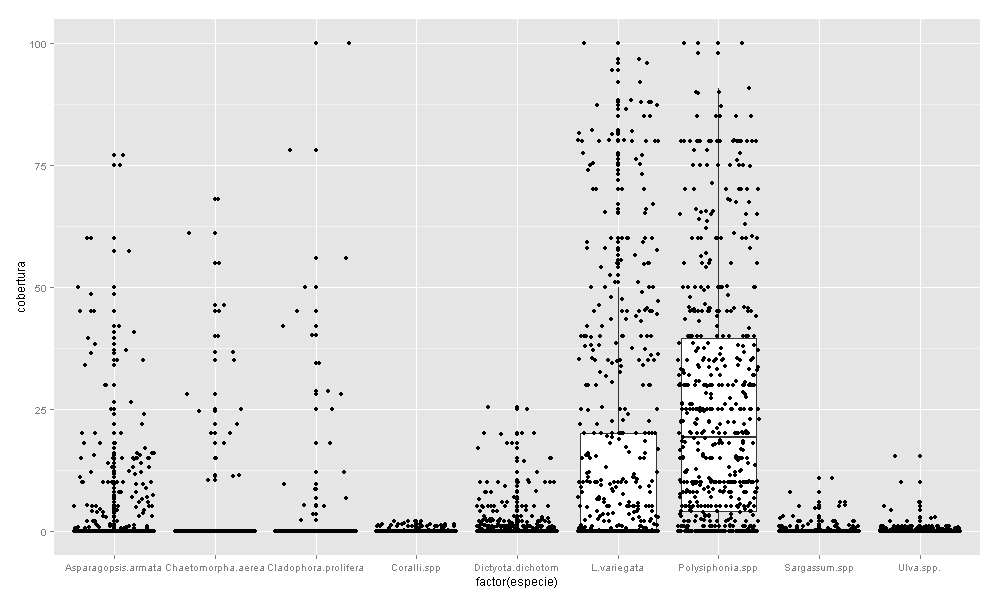 100
75
50
25
0
cobertura
Asparagopsis.armata Chaetomorpha.aerea Cladophora.prolifera Coralli.spp Dictyota.dichotom L.variegata Polysiphonia.spp Sargassum.spp Ulva.spp.
factor(especie)